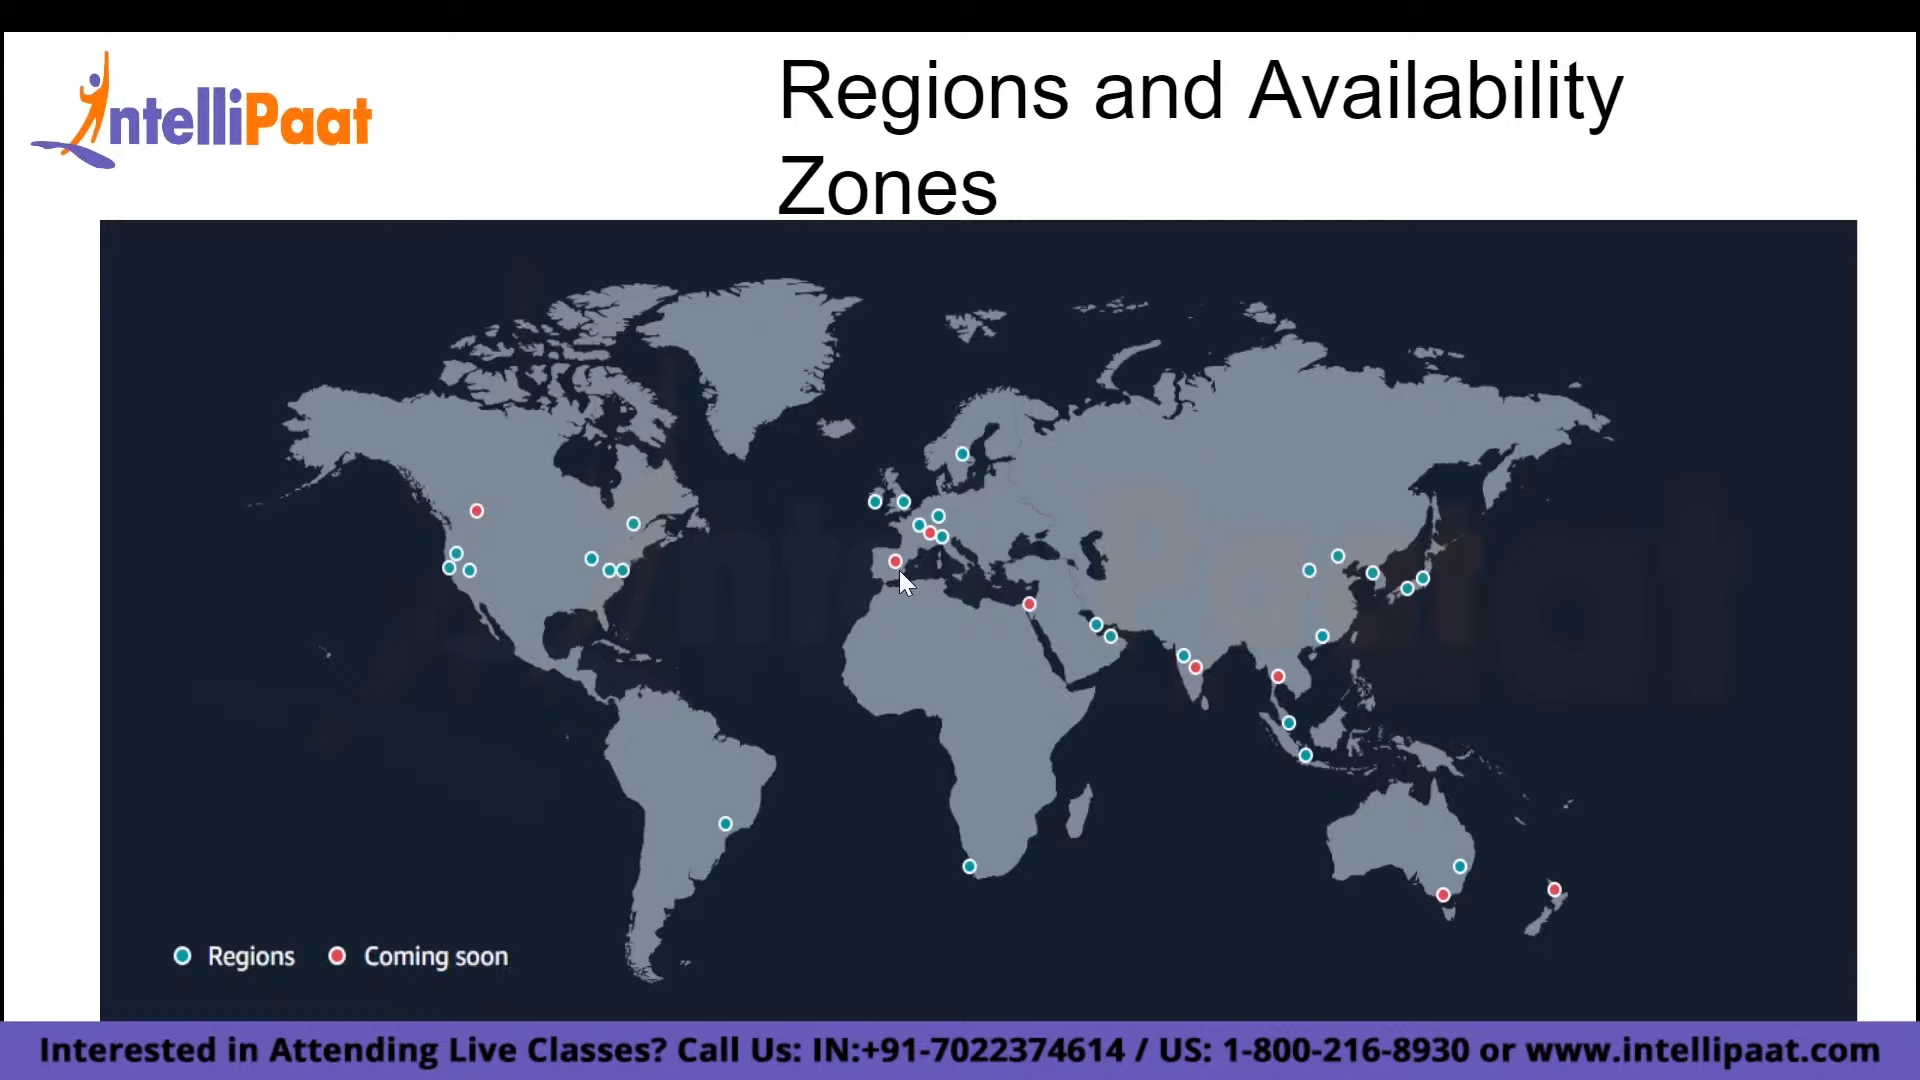 IntelliPaat
Regions and Availability
Zones
Regions
Coming soon
Interested in Attending Live Classes? Call Us: IN:+91-7022374614 / US: 1-800-216-8930 or www.intellipaat.com